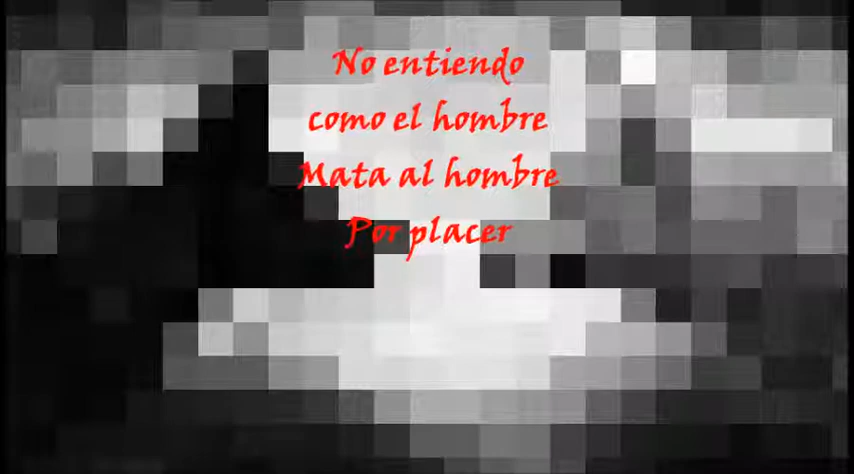 No entiendo
como el hombre
Mata al hombre
Por placer